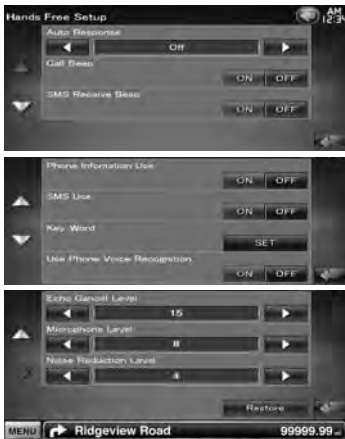 Hands Free Setup
AM
12:34
Auto Response
Off
Call Beep
ON OFF
SMS Receive Beep
ON OFF
Phone Infomation Use
ON OFF
SMS Use
ON OFF
Key Word
SET
Use Phone Voice Recognition
ON OFF
Echo Cancel Level
15
Microphone Level
8
Noise Reduction Level
4
Restore
MENU Ridgeview Road 99999.99